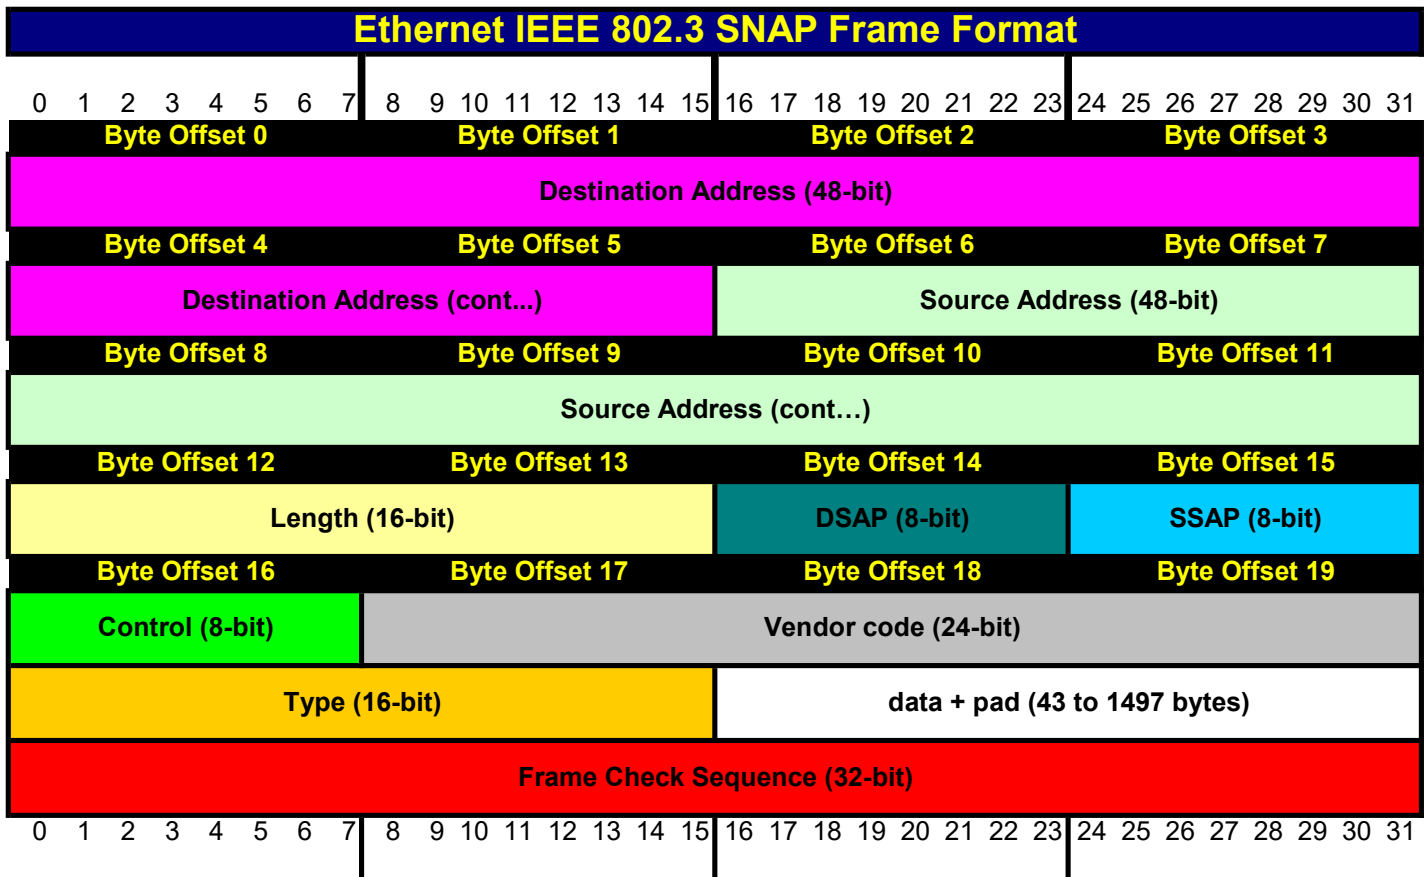 Ethernet IEEE 802.3 SNAP Frame Format
0 1 2 3 4 5 6 7 8 9 10 11 12 13 14 15 16 17 18 19 20 21 22 23 24 25 26 27 28 29 30 31
Byte Offset 0 Byte Offset 1 Byte Offset 2 Byte Offset 3
Destination Address (48-bit)
Byte Offset 4 Byte Offset 5 Byte Offset 6 Byte Offset 7
Destination Address (cont...) Source Address (48-bit)
Byte Offset 8 Byte Offset 9 Byte Offset 10 Byte Offset 11
Source Address (cont…)
Byte Offset 12 Byte Offset 13 Byte Offset 14 Byte Offset 15
Length (16-bit) DSAP (8-bit) SSAP (8-bit)
Byte Offset 16 Byte Offset 17 Byte Offset 18 Byte Offset 19
Control (8-bit) Vendor code (24-bit)
Type (16-bit) data + pad (43 to 1497 bytes)
Frame Check Sequence (32-bit)
0 1 2 3 4 5 6 7 8 9 10 11 12 13 14 15 16 17 18 19 20 21 22 23 24 25 26 27 28 29 30 31